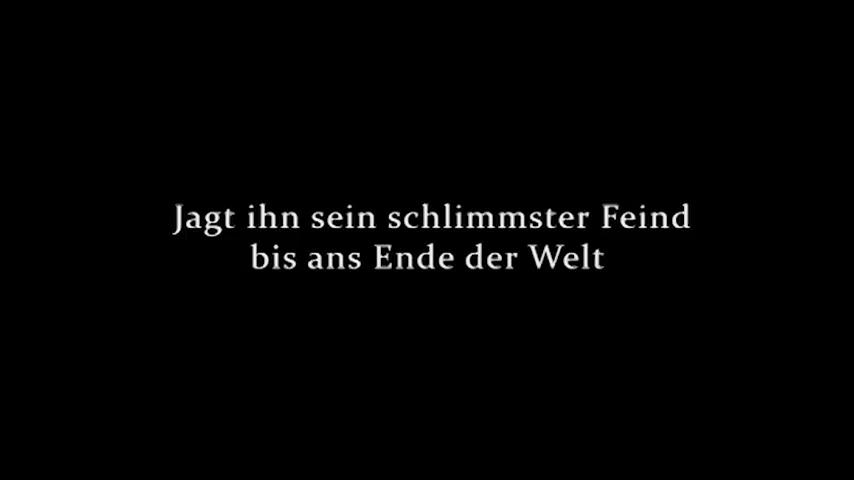 Jagt ihn sein schlimmster Feind
bis ans Ende der Welt